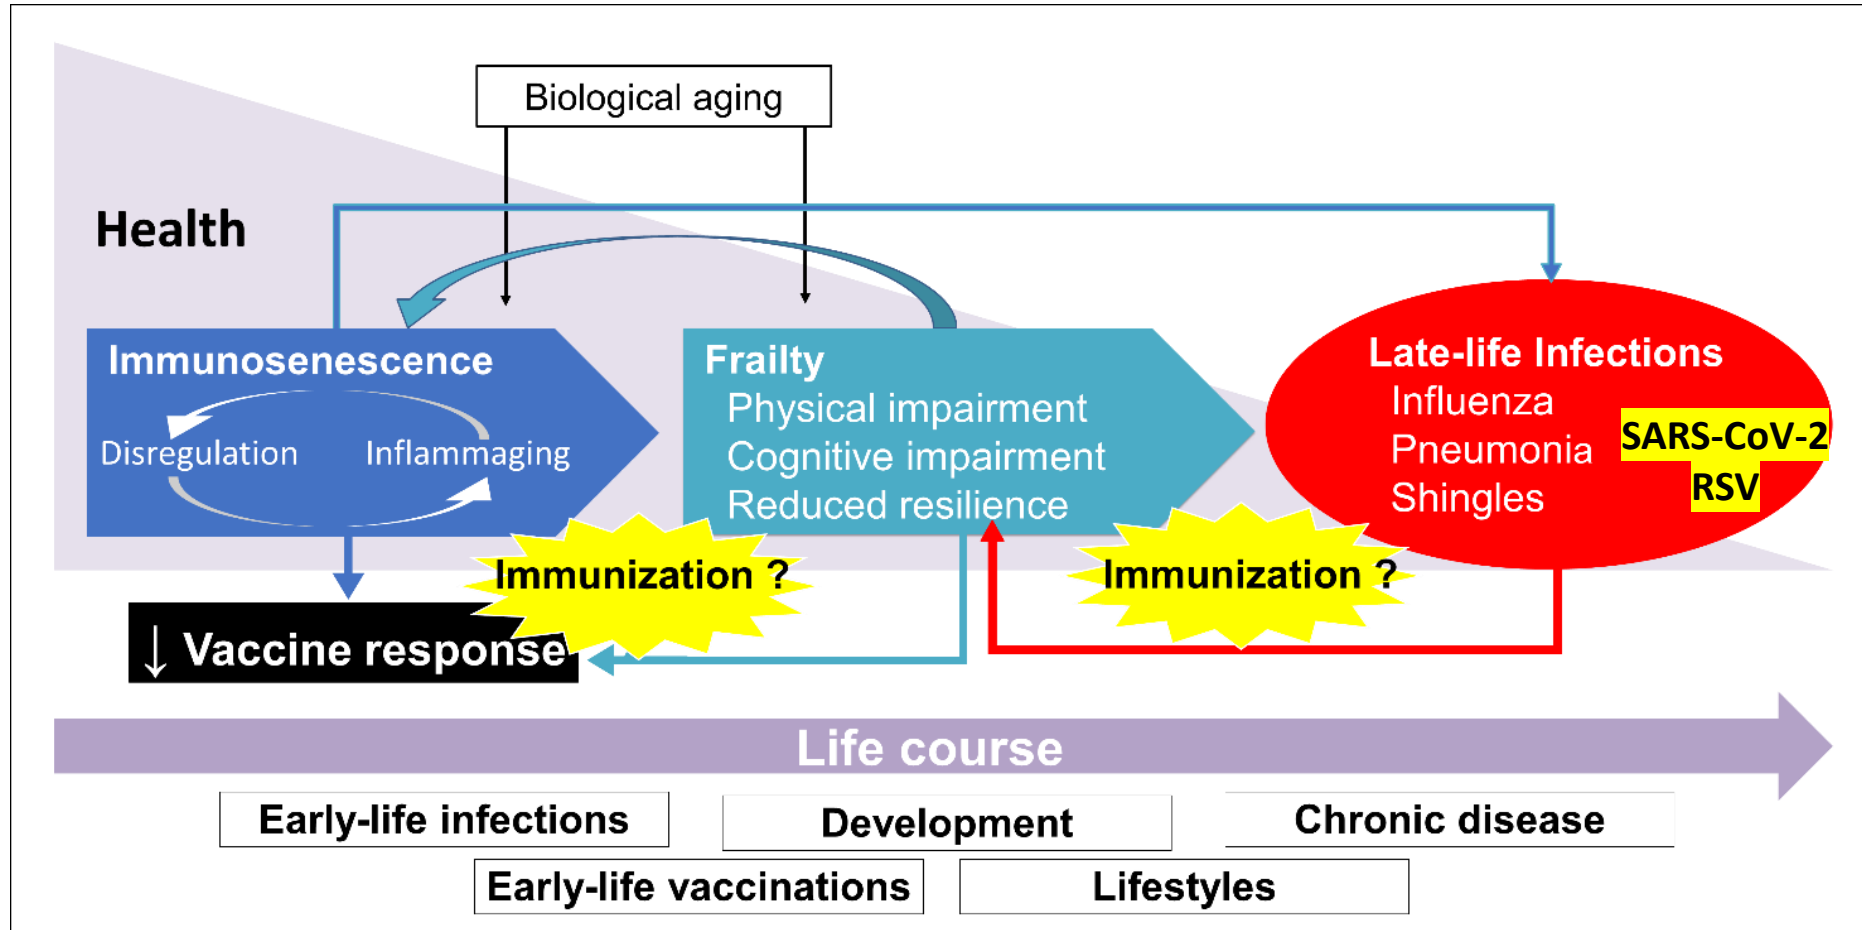 Biological aging
Health
Immunosenescence
Disregulation
Inflammaging
Frailty
Physical impairment
Cognitive impairment
Reduced resilience
Late-life Infections
Influenza
Pneumonia
Shingles
SARS-CoV-2
RSV
Immunization ?
Immunization ?
↓ Vaccine response
Life course
Early-life infections
Development
Chronic disease
Early-life vaccinations
Lifestyles